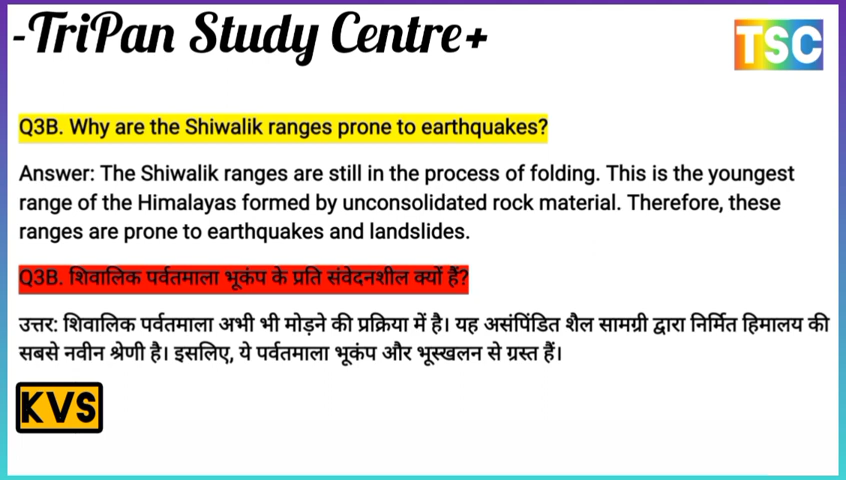 -TriPan Study Centre+
TSC
Q3B. Why are the Shiwalik ranges prone to earthquakes?
Answer: The Shiwalik ranges are still in the process of folding. This is the youngest
range of the Himalayas formed by unconsolidated rock material. Therefore, these
ranges are prone to earthquakes and landslides.
Q3B. शिवालिक पर्वतमाला भूकंप के प्रति संवेदनशील क्यों हैं?
उत्तर: शिवालिक पर्वतमाला अभी भी मोड़ने की प्रक्रिया में है। यह असंपिंडित शैल सामग्री द्वारा निर्मित हिमालय की
सबसे नवीन श्रेणी है। इसलिए, ये पर्वतमाला भूकंप और भूस्खलन से ग्रस्त हैं।
KVS